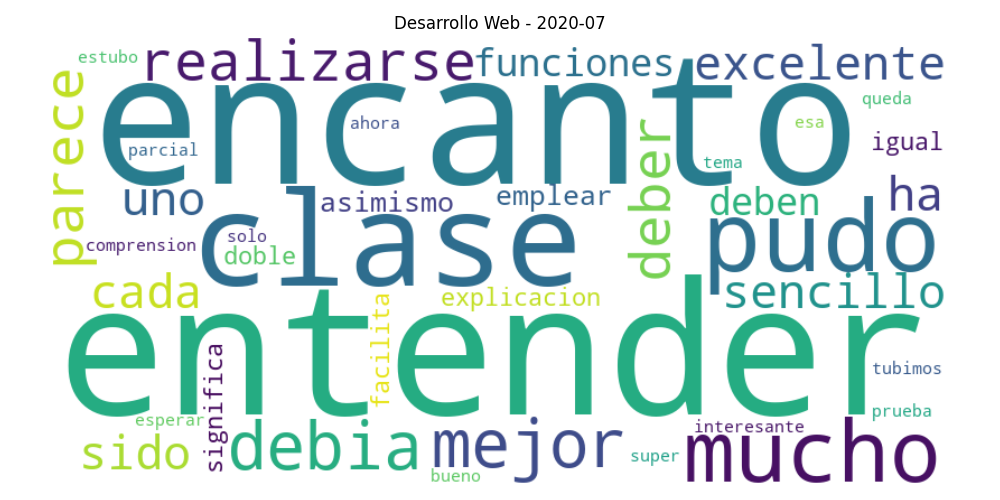 Desarrollo Web - 2020-07
estubo
realizarse
funciones
excelente
parece
encanto
queda
ahora
esa
parcial
igual
tema
uno
asimismo
emplear
deber
deben
ha
clase
pudo
comprension
solo
doble
cada
explicacion
sencillo
entender
facilita
significa
tubimos
prueba
esperar
sido
debia
mejor
interesante
mucho
super
bueno